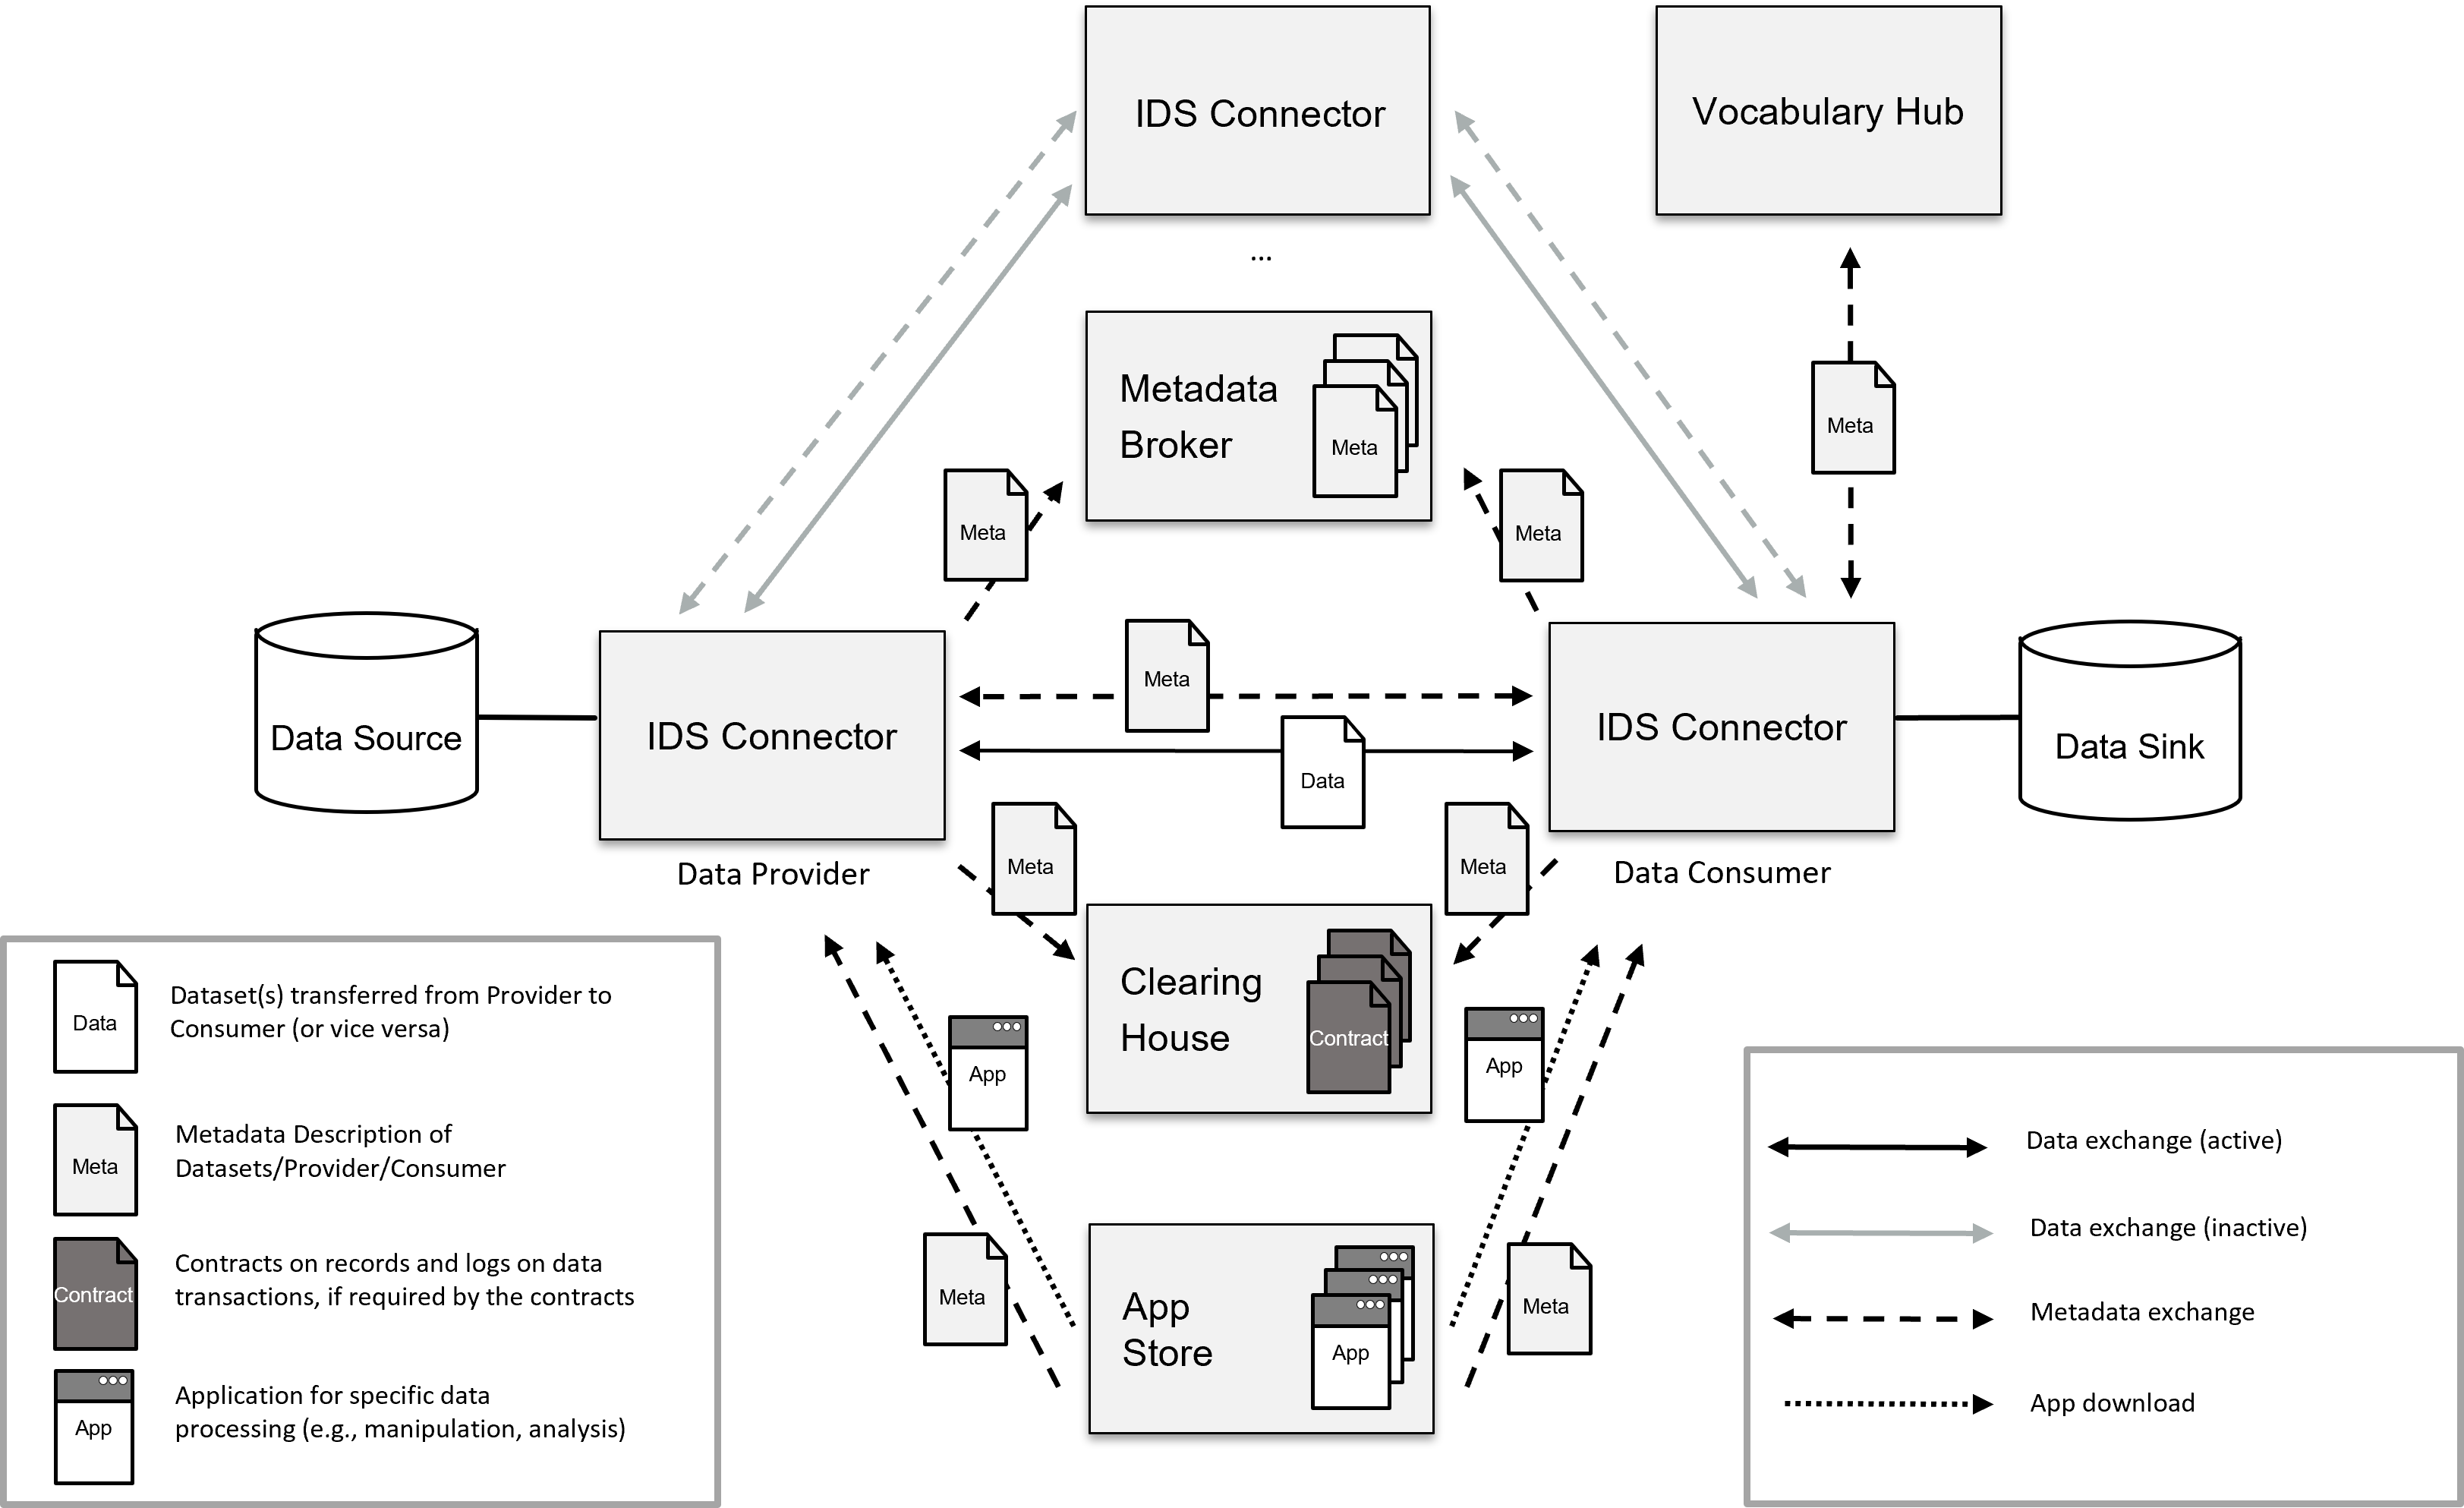 IDS Connector
Vocabulary Hub
...
Metadata
Broker
Meta
Meta
Meta
Meta
Meta
Data Source
IDS Connector
Data
IDS Connector
Data Sink
Data Provider
Meta
Meta
Data Consumer
Clearing
House
Contract
App
App
Meta
App
Store
App
Meta
Data
Dataset(s) transferred from Provider to
Consumer (or vice versa)
Meta
Metadata Description of
Datasets/Provider/Consumer
Contract
Contracts on records and logs on data
transactions, if required by the contracts
App
Application for specific data
processing (e.g., manipulation, analysis)
Data exchange (active)
Data exchange (inactive)
Metadata exchange
App download